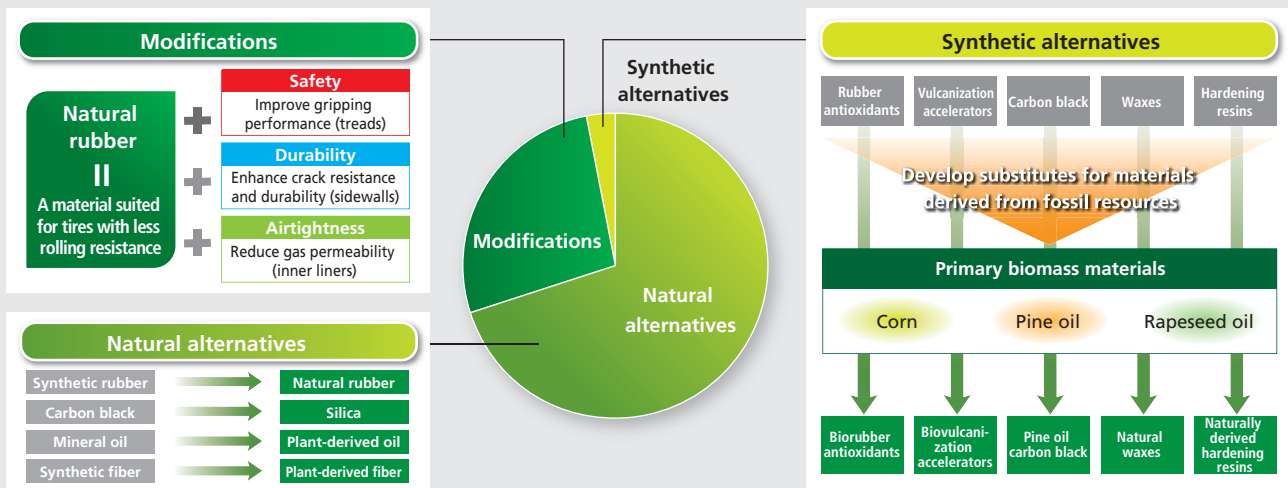 Modifications
Natural
rubber
=
A material suited
for tires with less
rolling resistance
+
Safety
Improve gripping
performance (treads)
+
Durability
Enhance crack resistance
and durability (sidewalls)
+
Airtightness
Reduce gas permeability
(inner liners)
Natural alternatives
Synthetic rubber
Natural rubber
Carbon black
Silica
Mineral oil
Plant-derived oil
Synthetic fiber
Plant-derived fiber
Synthetic
alternatives
Modifications
Natural
alternatives
Synthetic alternatives
Rubber
antioxidants
Vulcanization
accelerators
Carbon black
Waxes
Hardening
resins
Develop substitutes for materials
derived from fossil resources
Primary biomass materials
Corn
Pine oil
Rapeseed oil
Biorubber
antioxidants
Biovulcani-
zation
accelerators
Pine oil
carbon black
Natural
waxes
Naturally
derived
hardening
resins